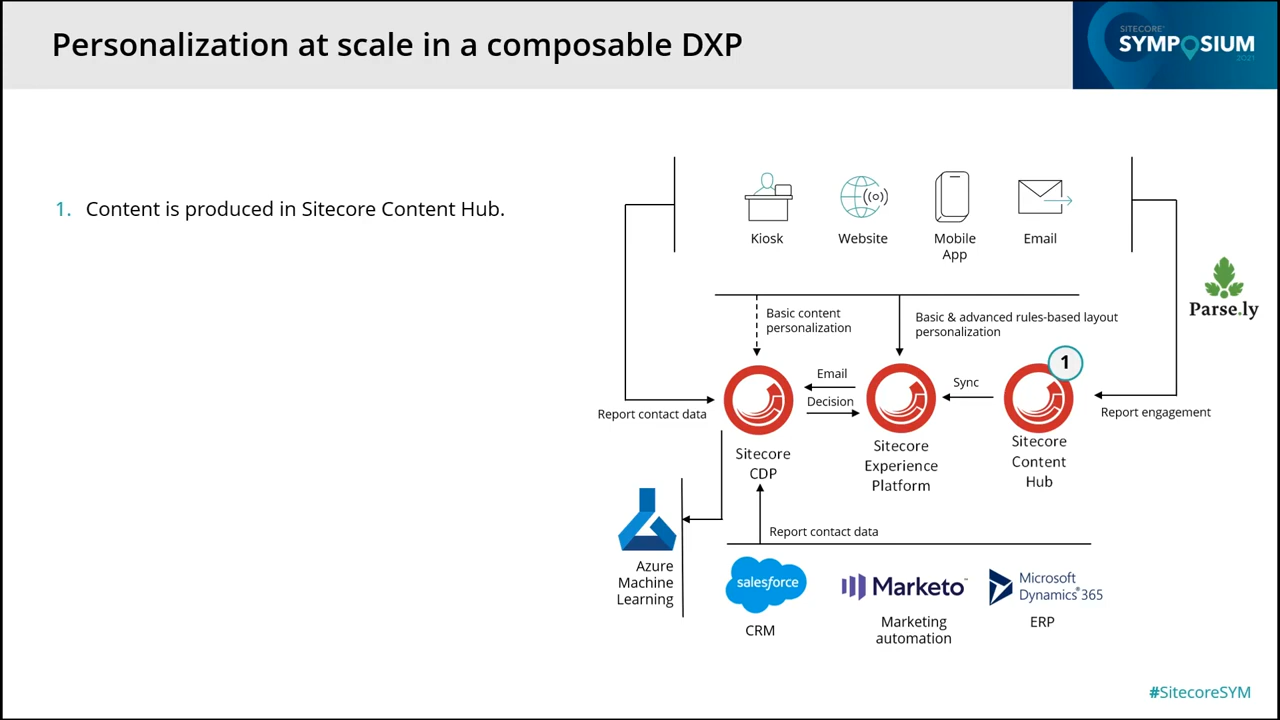 Personalization at scale in a composable DXP
SITECORE
SYMPOSIUM
2021
1. Content is produced in Sitecore Content Hub.
Kiosk
Website
Mobile
App
Email
Parse.ly
Basic content
personalization
Basic & advanced rules-based layout
personalization
1
Email
Decision
Sync
Report contact data
Report engagement
Sitecore
CDP
Sitecore
Experience
Platform
Sitecore
Content
Hub
Report contact data
Azure
Machine
Learning
salesforce
CRM
Marketo™
Marketing
automation
Microsoft
Dynamics® 365
ERP
#SitecoreSYM